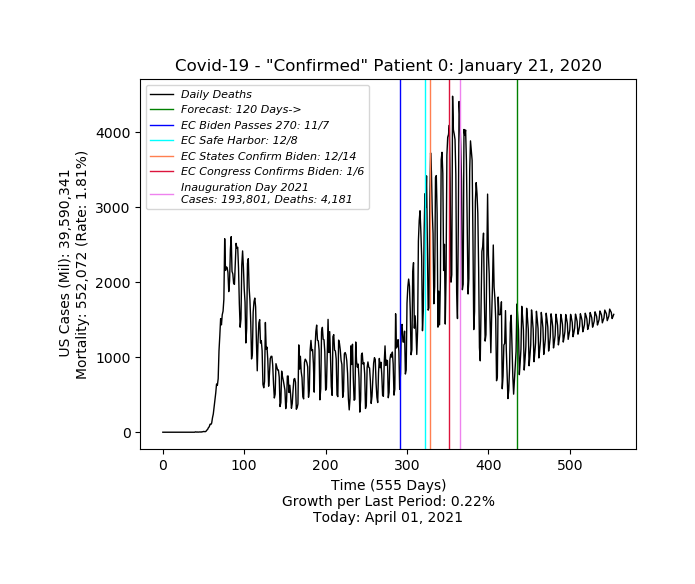 Covid-19 - "Confirmed" Patient 0: January 21, 2020
Daily Deaths
Forecast: 120 Days->
EC Biden Passes 270: 11/7
EC Safe Harbor: 12/8
EC States Confirm Biden: 12/14
EC Congress Confirms Biden: 1/6
Inauguration Day 2021
Cases: 193,801, Deaths: 4,181
US Cases (Mil): 39,590,341
Mortality: 552,072 (Rate: 1.81%)
4000
3000
2000
1000
0
0 100 200 300 400 500
Time (555 Days)
Growth per Last Period: 0.22%
Today: April 01, 2021